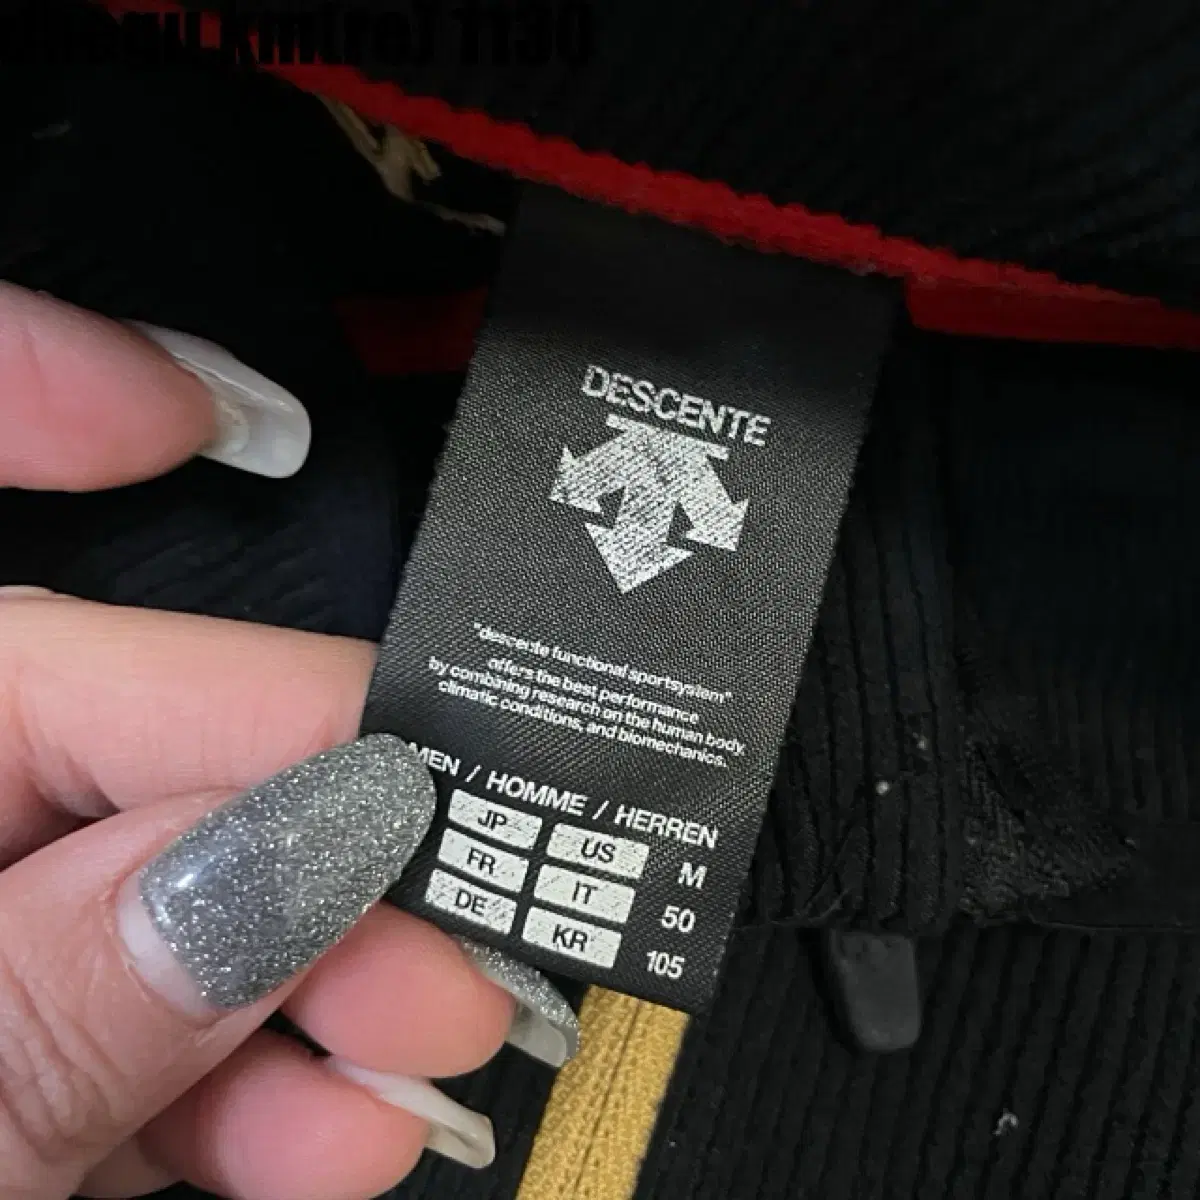 DESCENTE
"descente functional sportsystem"
offers the best performance
by combining research on the human body,
climatic conditions, and biomechanics.
MEN / HOMME / HERREN
JP US M
FR IT 50
DE KR 105